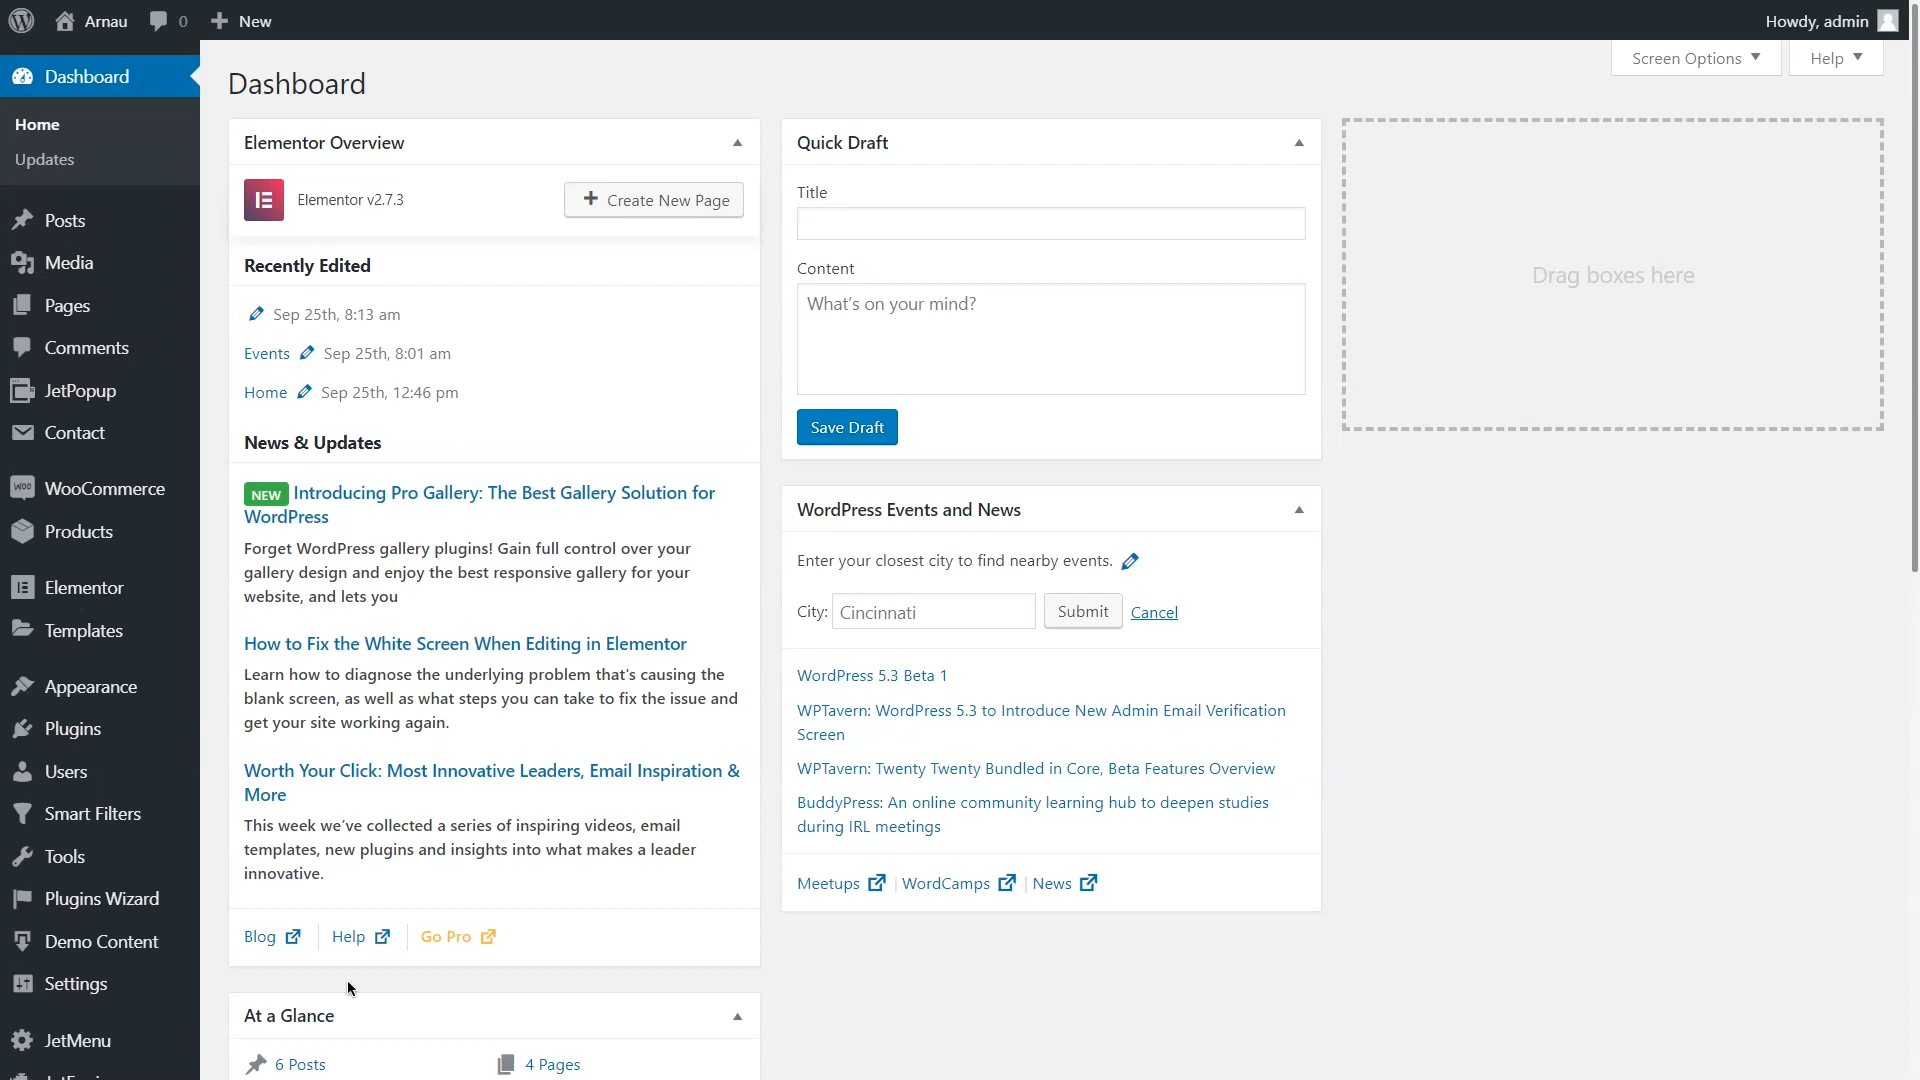 Arnau
0
New
Howdy, admin
Dashboard
Home
Updates
Posts
Media
Pages
Comments
JetPopup
Contact
WooCommerce
Products
Elementor
Templates
Appearance
Plugins
Users
Smart Filters
Tools
Plugins Wizard
Demo Content
Settings
JetMenu
Screen Options
Help
Dashboard
Elementor Overview
Elementor v2.7.3
Create New Page
Recently Edited
Sep 25th, 8:13 am
Events Sep 25th, 8:01 am
Home Sep 25th, 12:46 pm
News & Updates
NEW Introducing Pro Gallery: The Best Gallery Solution for
WordPress
Forget WordPress gallery plugins! Gain full control over your
gallery design and enjoy the best responsive gallery for your
website, and lets you
How to Fix the White Screen When Editing in Elementor
Learn how to diagnose the underlying problem that's causing the
blank screen, as well as what steps you can take to fix the issue and
get your site working again.
Worth Your Click: Most Innovative Leaders, Email Inspiration &
More
This week we've collected a series of inspiring videos, email
templates, new plugins and insights into what makes a leader
innovative.
Blog
Help
Go Pro
At a Glance
6 Posts
4 Pages
Quick Draft
Title
Content
What's on your mind?
Save Draft
WordPress Events and News
Enter your closest city to find nearby events.
City: Cincinnati Submit Cancel
WordPress 5.3 Beta 1
WPTavern: WordPress 5.3 to Introduce New Admin Email Verification
Screen
WPTavern: Twenty Twenty Bundled in Core, Beta Features Overview
BuddyPress: An online community learning hub to deepen studies
during IRL meetings
Meetups | WordCamps | News
Drag boxes here